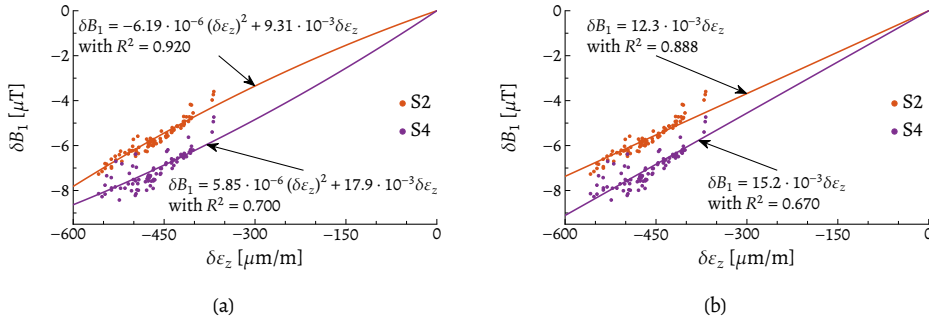 0
−2
−4
−6
−8
δB₁ [μT]
δB₁ = −6.19 · 10⁻⁶ (δε_z)² + 9.31 · 10⁻³δε_z
with R² = 0.920
S2
S4
δB₁ = 5.85 · 10⁻⁶ (δε_z)² + 17.9 · 10⁻³δε_z
with R² = 0.700
−600 −450 −300 −150 0
δε_z [μm/m]
(a)
0
−2
−4
−6
−8
δB₁ [μT]
δB₁ = 12.3 · 10⁻³δε_z
with R² = 0.888
S2
S4
δB₁ = 15.2 · 10⁻³δε_z
with R² = 0.670
−600 −450 −300 −150 0
δε_z [μm/m]
(b)